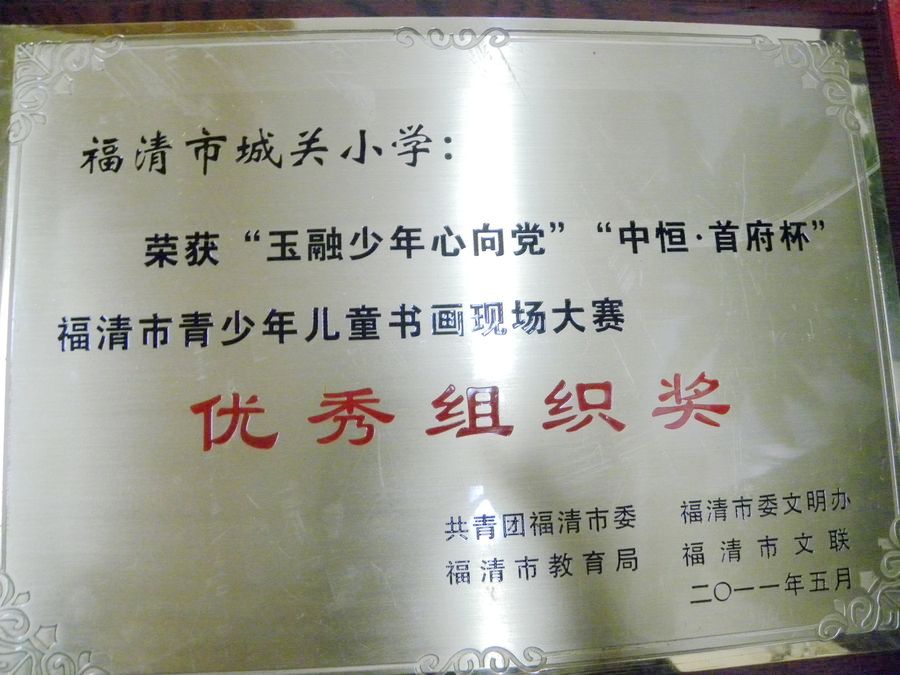 福清市城关小学:
荣获“玉融少年心向党”“中恒·首府杯”
福清市青少年儿童书画现场大赛
优秀组织奖
共青团福清市委 福清市委文明办
福清市教育局 福清市文联
二〇一一年五月